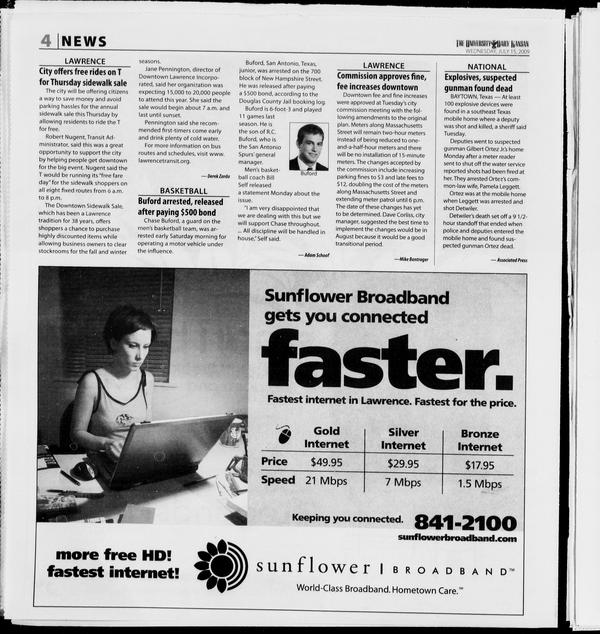 4 | NEWS
THE UNIVERSITY DAILY KANSAN
WEDNESDAY, JULY 15, 2009
LAWRENCE
City offers free rides on T
for Thursday sidewalk sale
The city will be offering citizens
a way to save money and avoid
parking hassles for the annual
sidewalk sale this Thursday by
allowing residents to ride the T
for free.
Robert Nugent, Transit Ad-
ministrator, said this was a great
opportunity to support the city
by helping people get downtown
for the big event. Nugent said the
T would be running its "free fare
day" for the sidewalk shoppers on
all eight fixed routes from 6 a.m.
to 8 p.m.
The Downtown Sidewalk Sale,
which has been a Lawrence
tradition for 38 years, offers
shoppers a chance to purchase
highly discounted items while
allowing business owners to clear
stockrooms for the fall and winter
seasons.
Jane Pennington, director of
Downtown Lawrence Incorpo-
rated, said her organization was
expecting 15,000 to 20,000 people
to attend this year. She said the
sale would begin about 7 a.m. and
last until sunset.
Pennington said she recom-
mended first-timers come early
and drink plenty of cold water.
For more information on bus
routes and schedules, visit www.
lawrencetransit.org.
— Derek Zarda
BASKETBALL
Buford arrested, released
after paying $500 bond
Chase Buford, a guard on the
men's basketball team, was ar-
rested early Saturday morning for
operating a motor vehicle under
the influence.
Buford, San Antonio, Texas,
junior, was arrested on the 700
block of New Hampshire Street.
He was released after paying
a $500 bond, according to the
Douglas County Jail booking log.
Buford is 6-foot-3 and played
11 games last
season. He is
the son of R.C.
Buford, who is
the San Antonio
Spurs' general
manager.
Men's basket-
ball coach Bill
Self released
a statement Monday about the
issue.
"I am very disappointed that
we are dealing with this but we
will support Chase throughout.
... All discipline will be handled in
house," Self said.
— Adam Schoof
Buford
LAWRENCE
Commission approves fine,
fee increases downtown
Downtown fee and fine increases
were approved at Tuesday's city
commission meeting with the fol-
lowing amendments to the original
plan. Meters along Massachusetts
Street will remain two-hour meters
instead of being reduced to one-
and-a-half-hour meters and there
will be no installation of 15-minute
meters. The changes accepted by
the commission include increasing
parking fines to $3 and late fees to
$12, doubling the cost of the meters
along Massachusetts Street and
extending meter patrol until 6 p.m.
The date of these changes has yet
to be determined. Dave Corliss, city
manager, suggested the best time to
implement the changes would be in
August because it would be a good
transitional period.
— Mike Bontrager
NATIONAL
Explosives, suspected
gunman found dead
BAYTOWN, Texas — At least
100 explosive devices were
found in a southeast Texas
mobile home where a deputy
was shot and killed, a sheriff said
Tuesday.
Deputies went to suspected
gunman Gilbert Ortez Jr.'s home
Monday after a meter reader
sent to shut off the water service
reported shots had been fired at
her. They arrested Ortez's com-
mon-law wife, Pamela Leggett.
Ortez was at the mobile home
when Leggett was arrested and
shot Detwiler.
Detwiler's death set off a 9 1/2-
hour standoff that ended when
police and deputies entered the
mobile home and found sus-
pected gunman Ortez dead.
— Associated Press
Sunflower Broadband
gets you connected
faster.
Fastest internet in Lawrence. Fastest for the price.
Gold Internet Silver Internet Bronze Internet
Price $49.95 $29.95 $17.95
Speed 21 Mbps 7 Mbps 1.5 Mbps
Keeping you connected. 841-2100
sunflowerbroadband.com
more free HD!
fastest internet!
sunflower | BROADBAND™
World-Class Broadband. Hometown Care.™